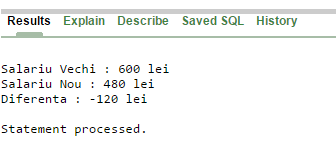 Results Explain Describe Saved SQL History
Salariu Vechi : 600 lei
Salariu Nou : 480 lei
Diferenta : -120 lei
Statement processed.